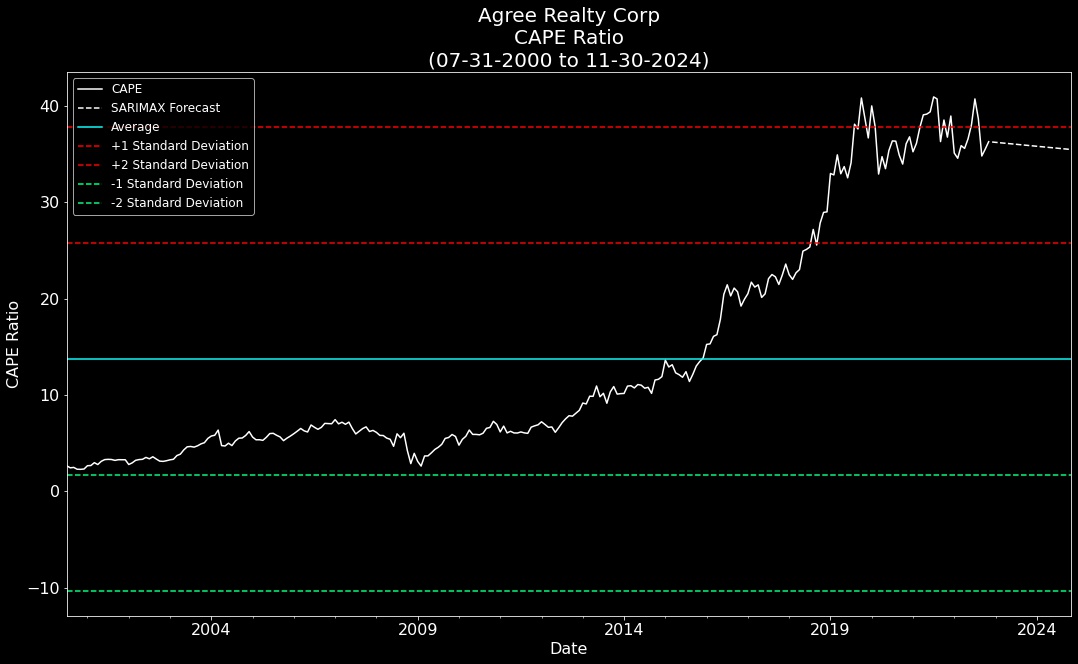 Agree Realty Corp
CAPE Ratio
(07-31-2000 to 11-30-2024)
CAPE
SARIMAX Forecast
Average
+1 Standard Deviation
+2 Standard Deviation
-1 Standard Deviation
-2 Standard Deviation
CAPE Ratio
40
30
20
10
0
−10
2004
2009
2014
2019
2024
Date